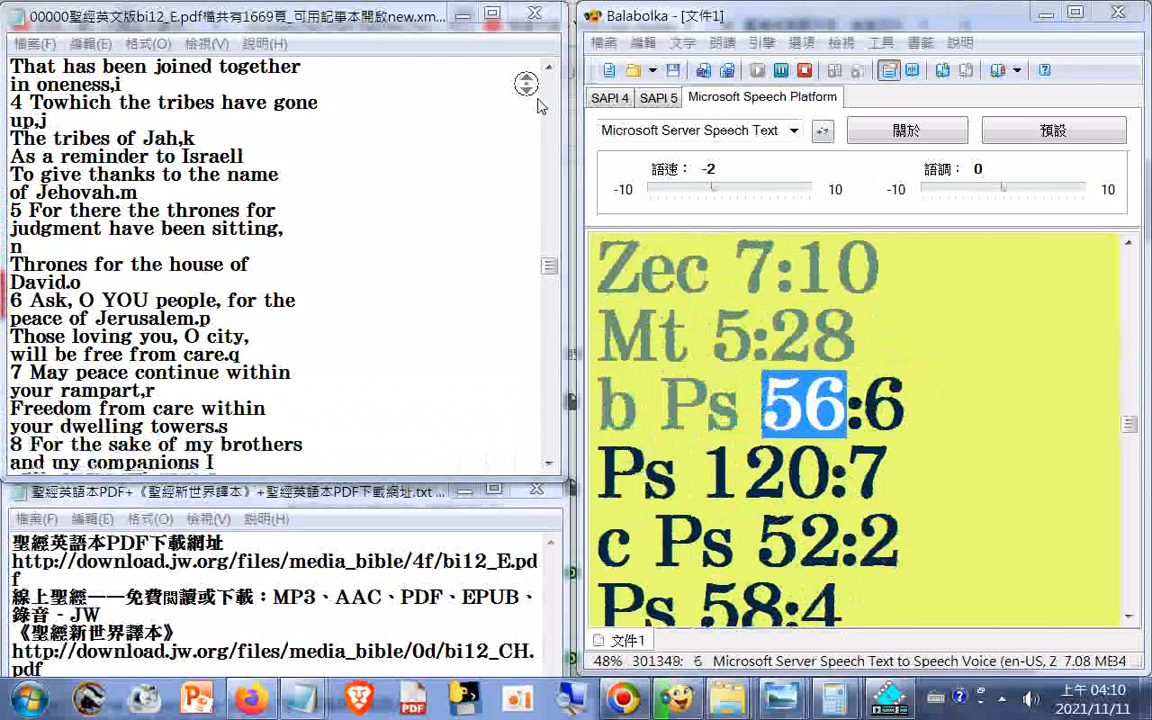 00000聖經英文版bi12_E.pdf檔共有1669頁_可用記事本開啟new.xm...
檔案(F) 編輯(E) 格式(O) 檢視(V) 說明(H)
That has been joined together
in oneness,i
4 Towhich the tribes have gone
up,j
The tribes of Jah,k
As a reminder to Israell
To give thanks to the name
of Jehovah.m
5 For there the thrones for
judgment have been sitting,
n
Thrones for the house of
David.o
6 Ask, O YOU people, for the
peace of Jerusalem.p
Those loving you, O city,
will be free from care.q
7 May peace continue within
your rampart,r
Freedom from care within
your dwelling towers.s
8 For the sake of my brothers
and my companions I
聖經英語本PDF+《聖經新世界譯本》+聖經英語本PDF下載網址.txt ...
檔案(F) 編輯(E) 格式(O) 檢視(V) 說明(H)
聖經英語本PDF下載網址
http://download.jw.org/files/media_bible/4f/bi12_E.pd
f
線上聖經——免費閱讀或下載：MP3、AAC、PDF、EPUB、
錄音 - JW
《聖經新世界譯本》
http://download.jw.org/files/media_bible/0d/bi12_CH.
pdf
Balabolka - [文件1]
檔案 編輯 文字 朗讀 引擎 選項 檢視 工具 書籤 說明
SAPI 4 SAPI 5 Microsoft Speech Platform
Microsoft Server Speech Text 關於 預設
語速： -2 語調： 0
-10 10 -10 10
Zec 7:10
Mt 5:28
b Ps 56:6
Ps 120:7
c Ps 52:2
Ps 58:4
文件1
48% 301349: 6 Microsoft Server Speech Text to Speech Voice (en-US, Z 7.08 MB34
上午 04:10
2021/11/11